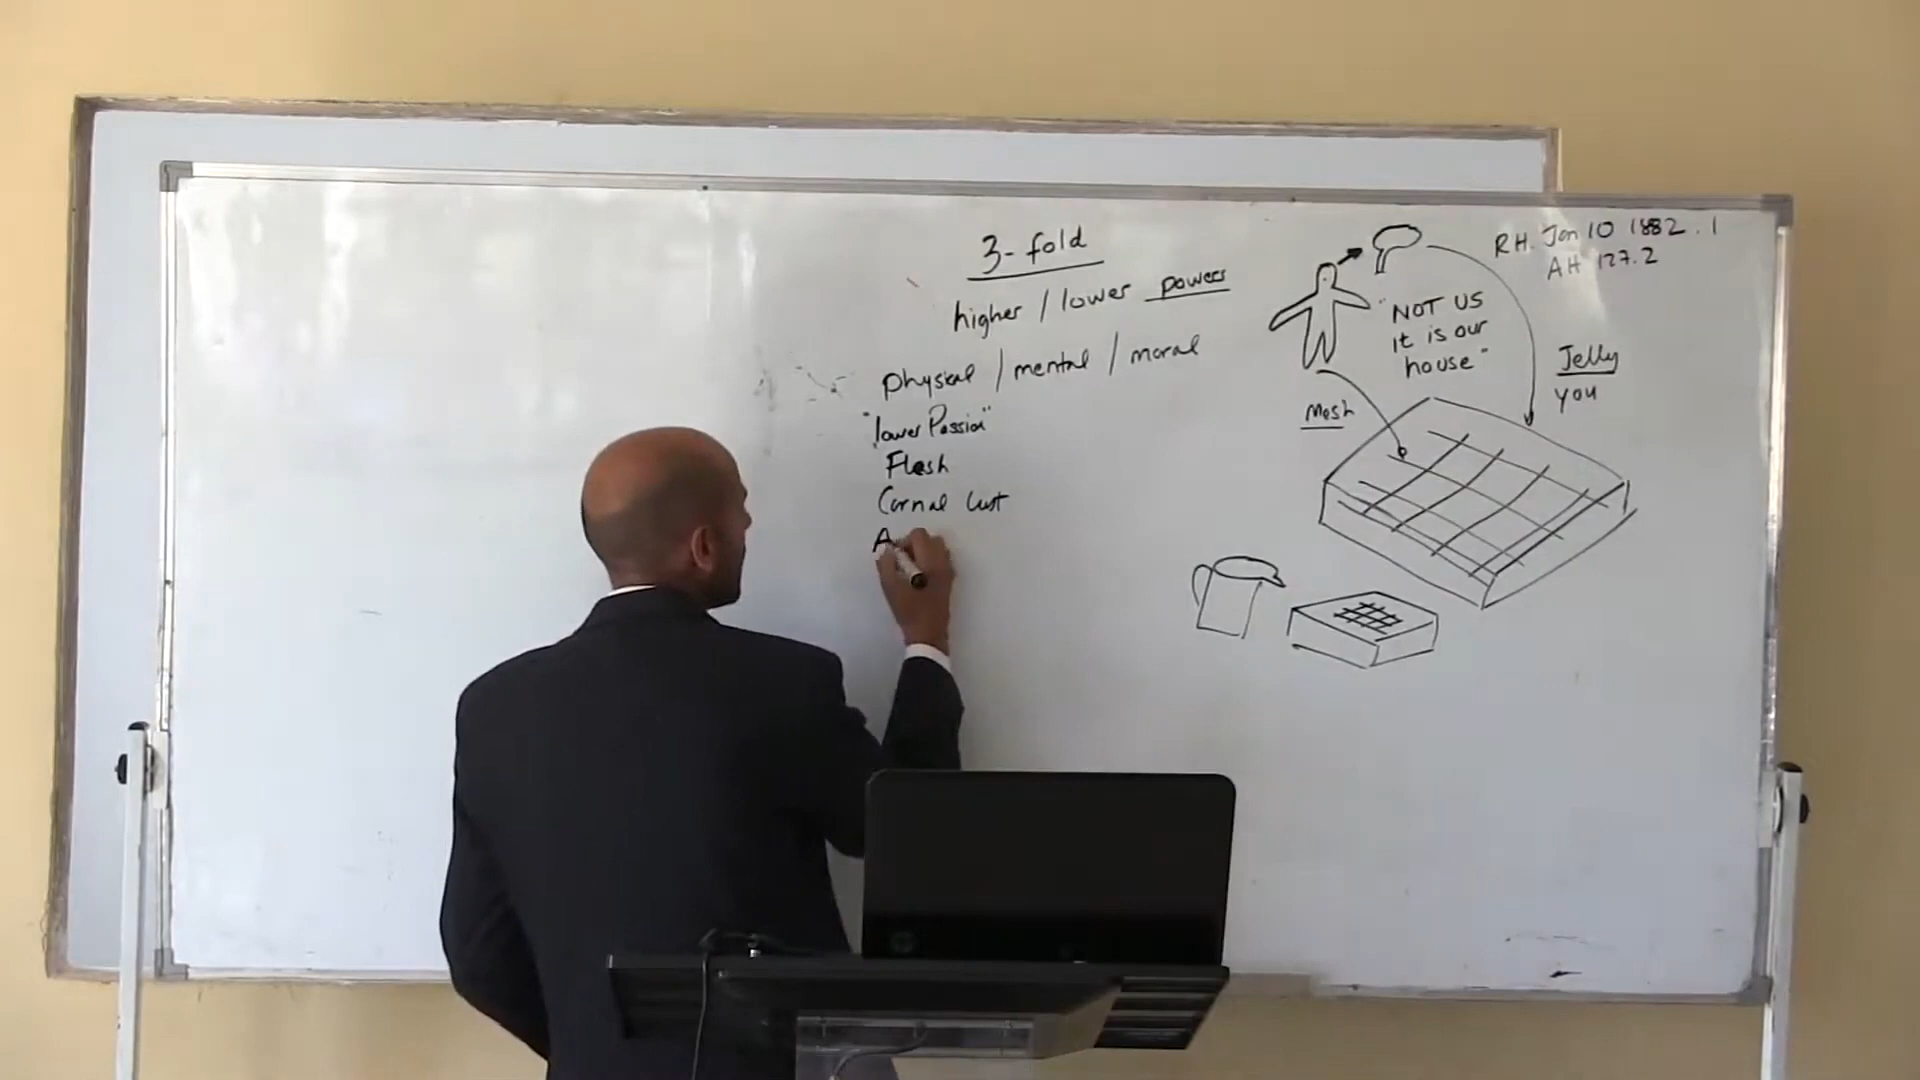 3-fold
higher / lower powers
Physical / mental / moral
"lower Passion"
Flesh
Carnal lust
A
RH. Jan 10 1882.1
AH 127.2
"NOT US
it is our
house"
Jelly
you
Mesh